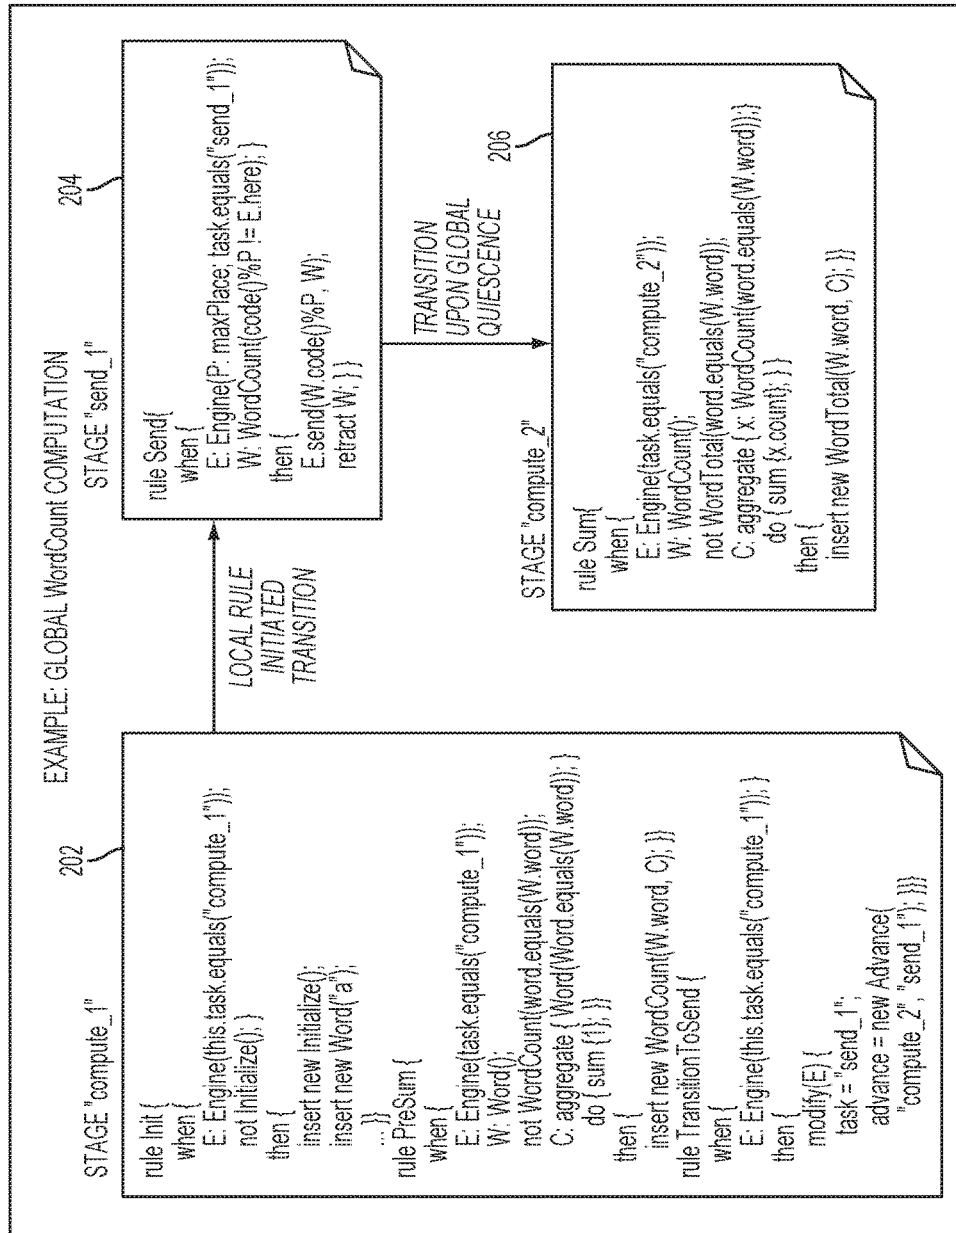 EXAMPLE: GLOBAL WordCount COMPUTATION
STAGE "compute_1"
202
rule Init {
when {
E: Engine(this.task.equals("compute_1"));
not Initialize(); }
then {
insert new Initialize();
insert new Word("a");
... }}
rule PreSum {
when {
E: Engine(task.equals("compute_1"));
W: Word();
not WordCount(word.equals(W.word));
C: aggregate { Word(Word.equals(W.word)); }
do { sum {1}; }}
then {
insert new WordCount(W.word, C); }}
rule TransitionToSend {
when {
E: Engine(this.task.equals("compute_1")); }
then {
modify(E) {
task = "send_1";
advance = new Advance(
"compute_2", "send_1"); }}}
LOCAL RULE
INITIATED
TRANSITION
STAGE "send_1"
204
rule Send{
when {
E: Engine(P: maxPlace; task.equals("send_1"));
W: WordCount(code()%P != E.here); }
then {
E.send(W.code()%P, W);
retract W; } }
TRANSITION
UPON GLOBAL
QUIESCENCE
STAGE "compute_2"
206
rule Sum{
when {
E: Engine(task.equals("compute_2"));
W: WordCount();
not WordTotal(word.equals(W.word));
C: aggregate { x: WordCount(word.equals(W.word));}
do { sum {x.count}; } }
then {
insert new WordTotal(W.word, C); }}